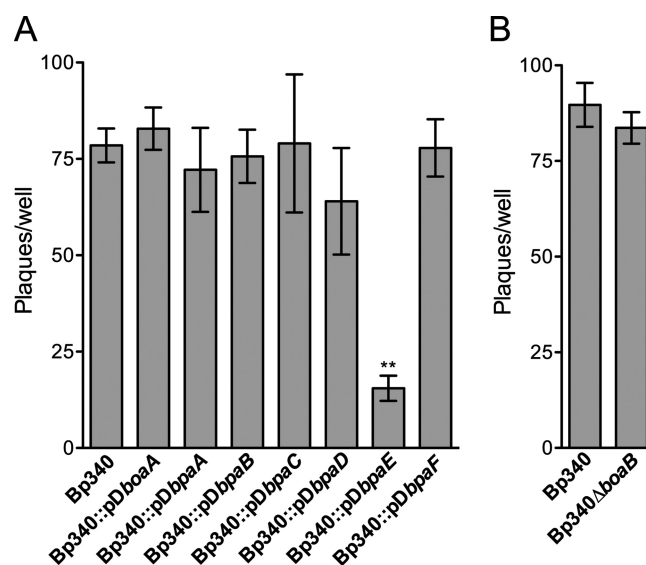 A
Plaques/well
100
75
50
25
0
**
Bp340
Bp340::pDboaA
Bp340::pDbpaA
Bp340::pDbpaB
Bp340::pDbpaC
Bp340::pDbpaD
Bp340::pDbpaE
Bp340::pDbpaF
B
Plaques/well
100
75
50
25
0
Bp340
Bp340ΔboaB